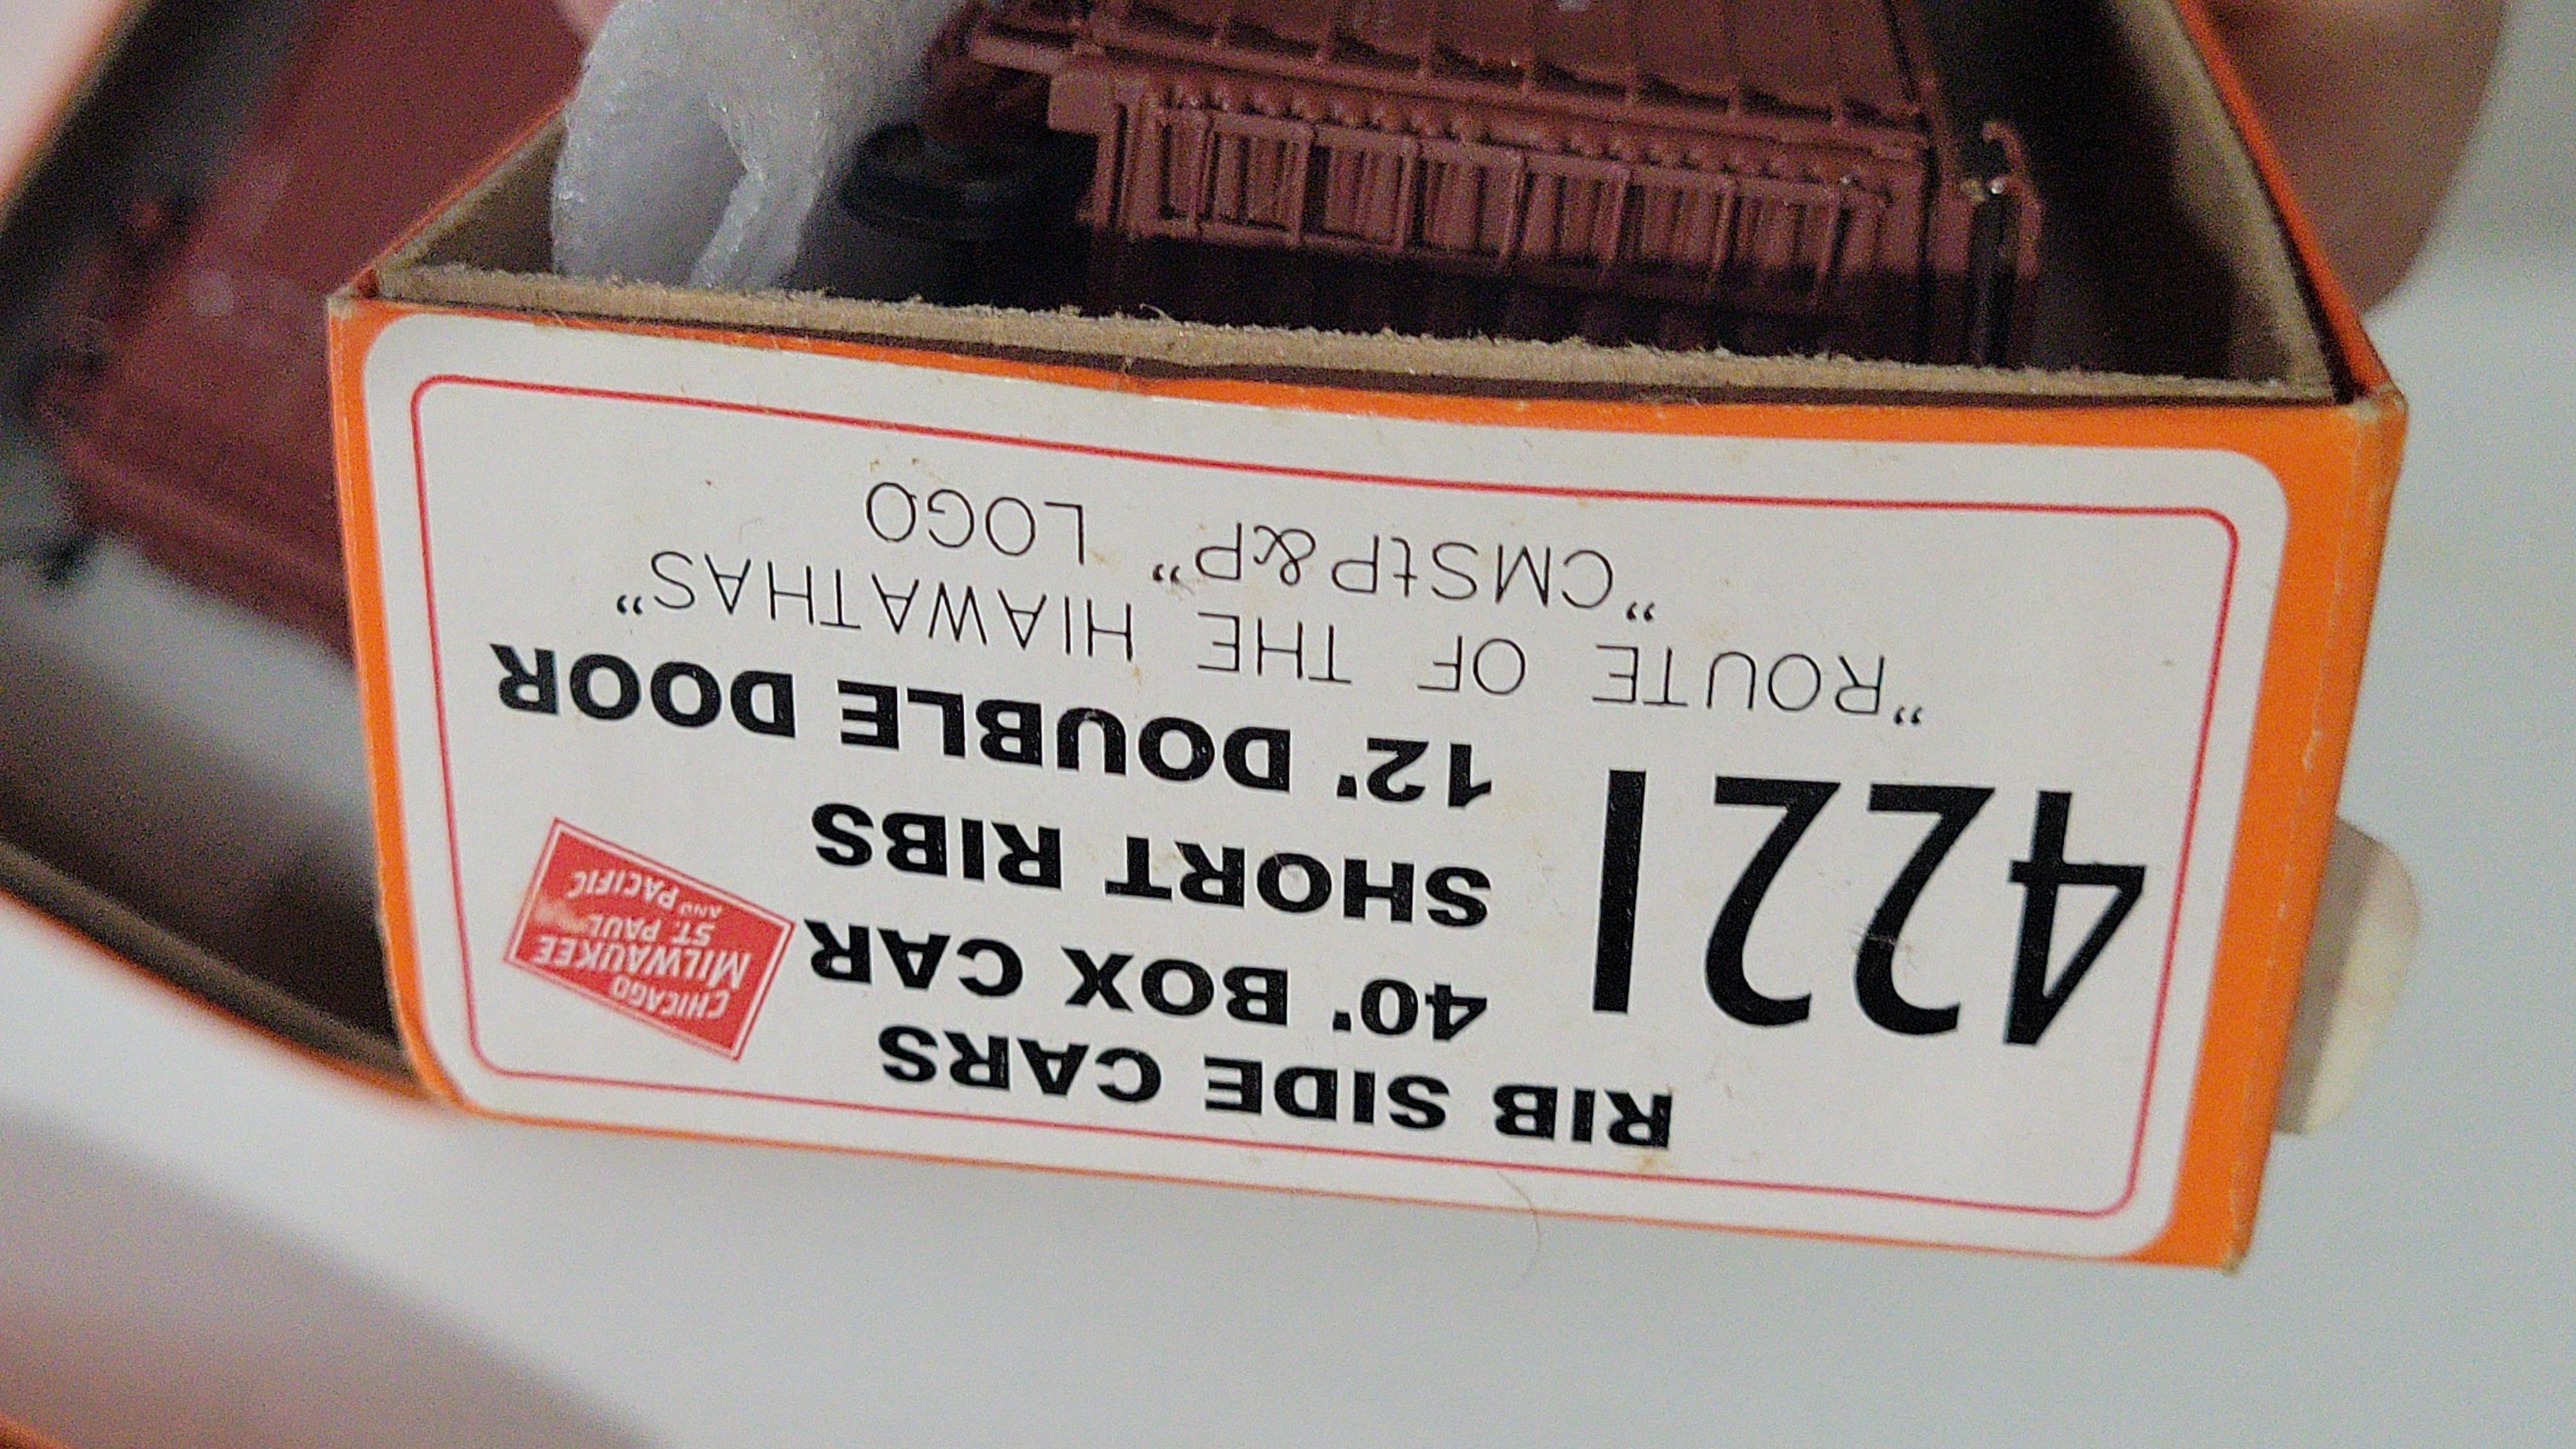 RIB SIDE CARS
4221
40' BOX CAR
SHORT RIBS
12' DOUBLE DOOR
"ROUTE OF THE HIAWATHAS"
"CMStP&P" LOGO
CHICAGO
MILWAUKEE
ST. PAUL
AND PACIFIC